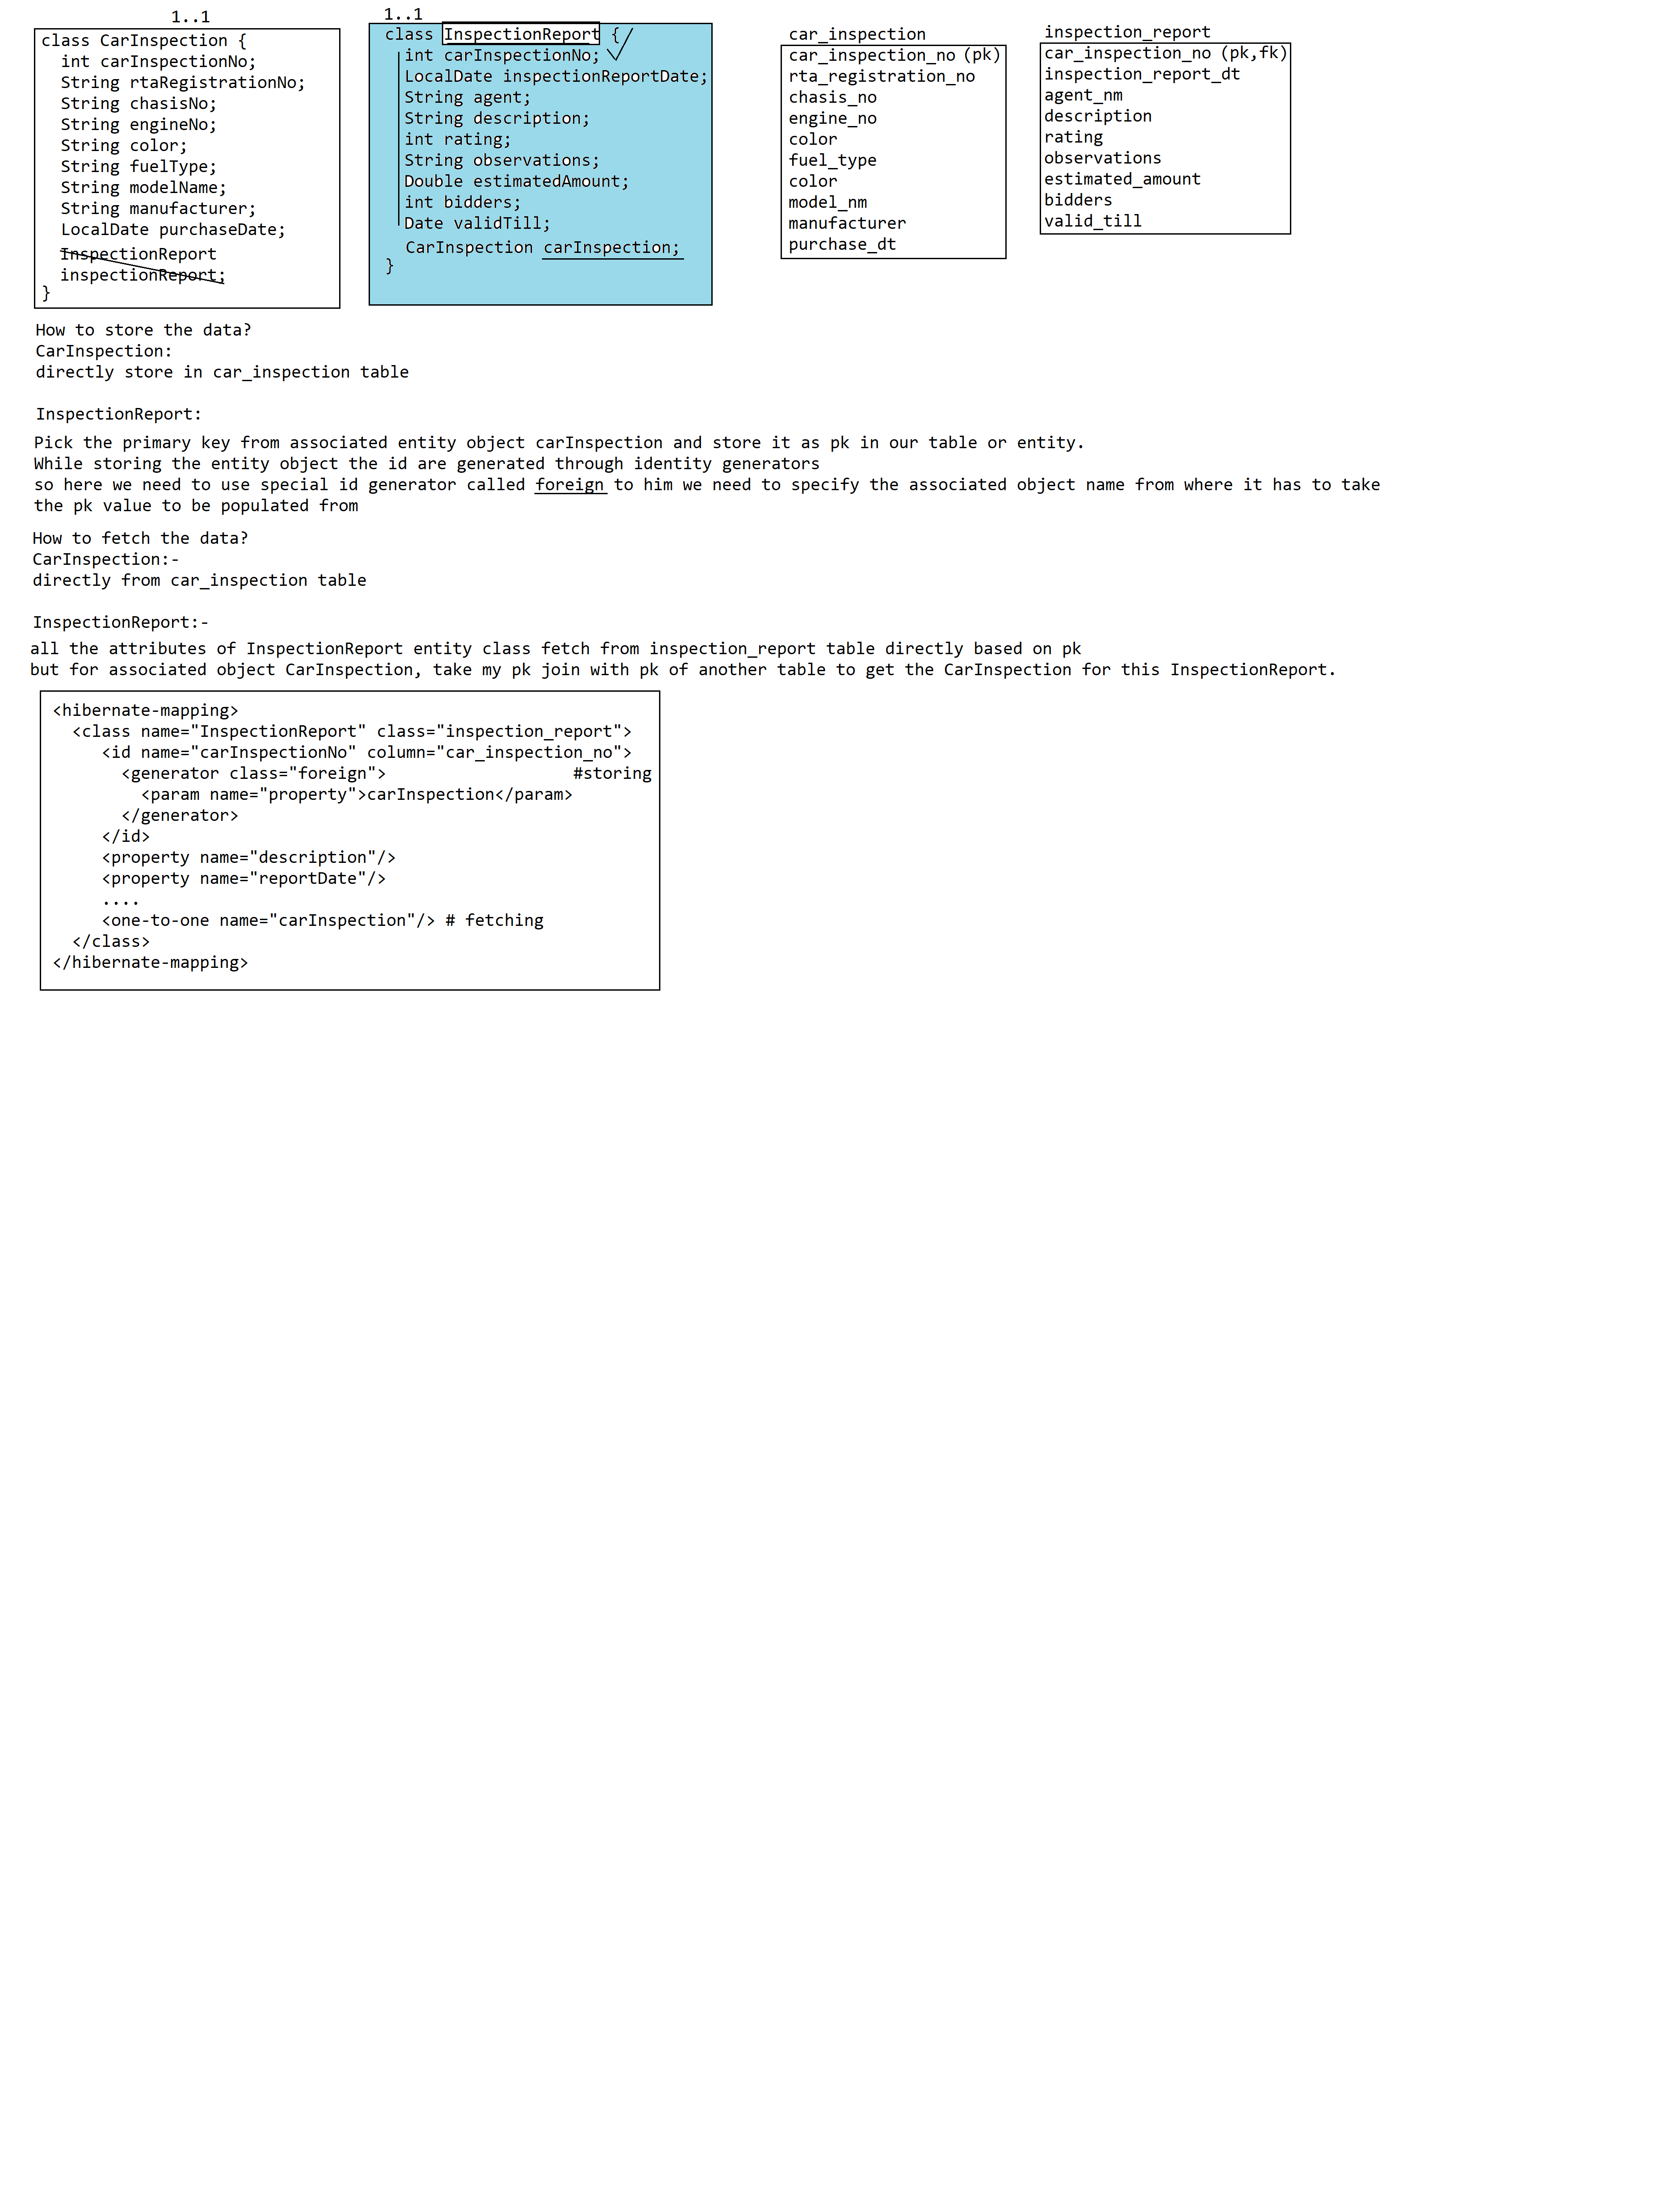 1..1
class CarInspection {
int carInspectionNo;
String rtaRegistrationNo;
String chasisNo;
String engineNo;
String color;
String fuelType;
String modelName;
String manufacturer;
LocalDate purchaseDate;
InspectionReport
inspectionReport;
}
1..1
class InspectionReport {
int carInspectionNo;
LocalDate inspectionReportDate;
String agent;
String description;
int rating;
String observations;
Double estimatedAmount;
int bidders;
Date validTill;
CarInspection carInspection;
}
car_inspection
car_inspection_no (pk)
rta_registration_no
chasis_no
engine_no
color
fuel_type
color
model_nm
manufacturer
purchase_dt
inspection_report
car_inspection_no (pk,fk)
inspection_report_dt
agent_nm
description
rating
observations
estimated_amount
bidders
valid_till
How to store the data?
CarInspection:
directly store in car_inspection table
InspectionReport:
Pick the primary key from associated entity object carInspection and store it as pk in our table or entity.
While storing the entity object the id are generated through identity generators
so here we need to use special id generator called foreign to him we need to specify the associated object name from where it has to take
the pk value to be populated from
How to fetch the data?
CarInspection:-
directly from car_inspection table
InspectionReport:-
all the attributes of InspectionReport entity class fetch from inspection_report table directly based on pk
but for associated object CarInspection, take my pk join with pk of another table to get the CarInspection for this InspectionReport.
<hibernate-mapping>
<class name="InspectionReport" class="inspection_report">
<id name="carInspectionNo" column="car_inspection_no">
<generator class="foreign"> #storing
<param name="property">carInspection</param>
</generator>
</id>
<property name="description"/>
<property name="reportDate"/>
....
<one-to-one name="carInspection"/> # fetching
</class>
</hibernate-mapping>